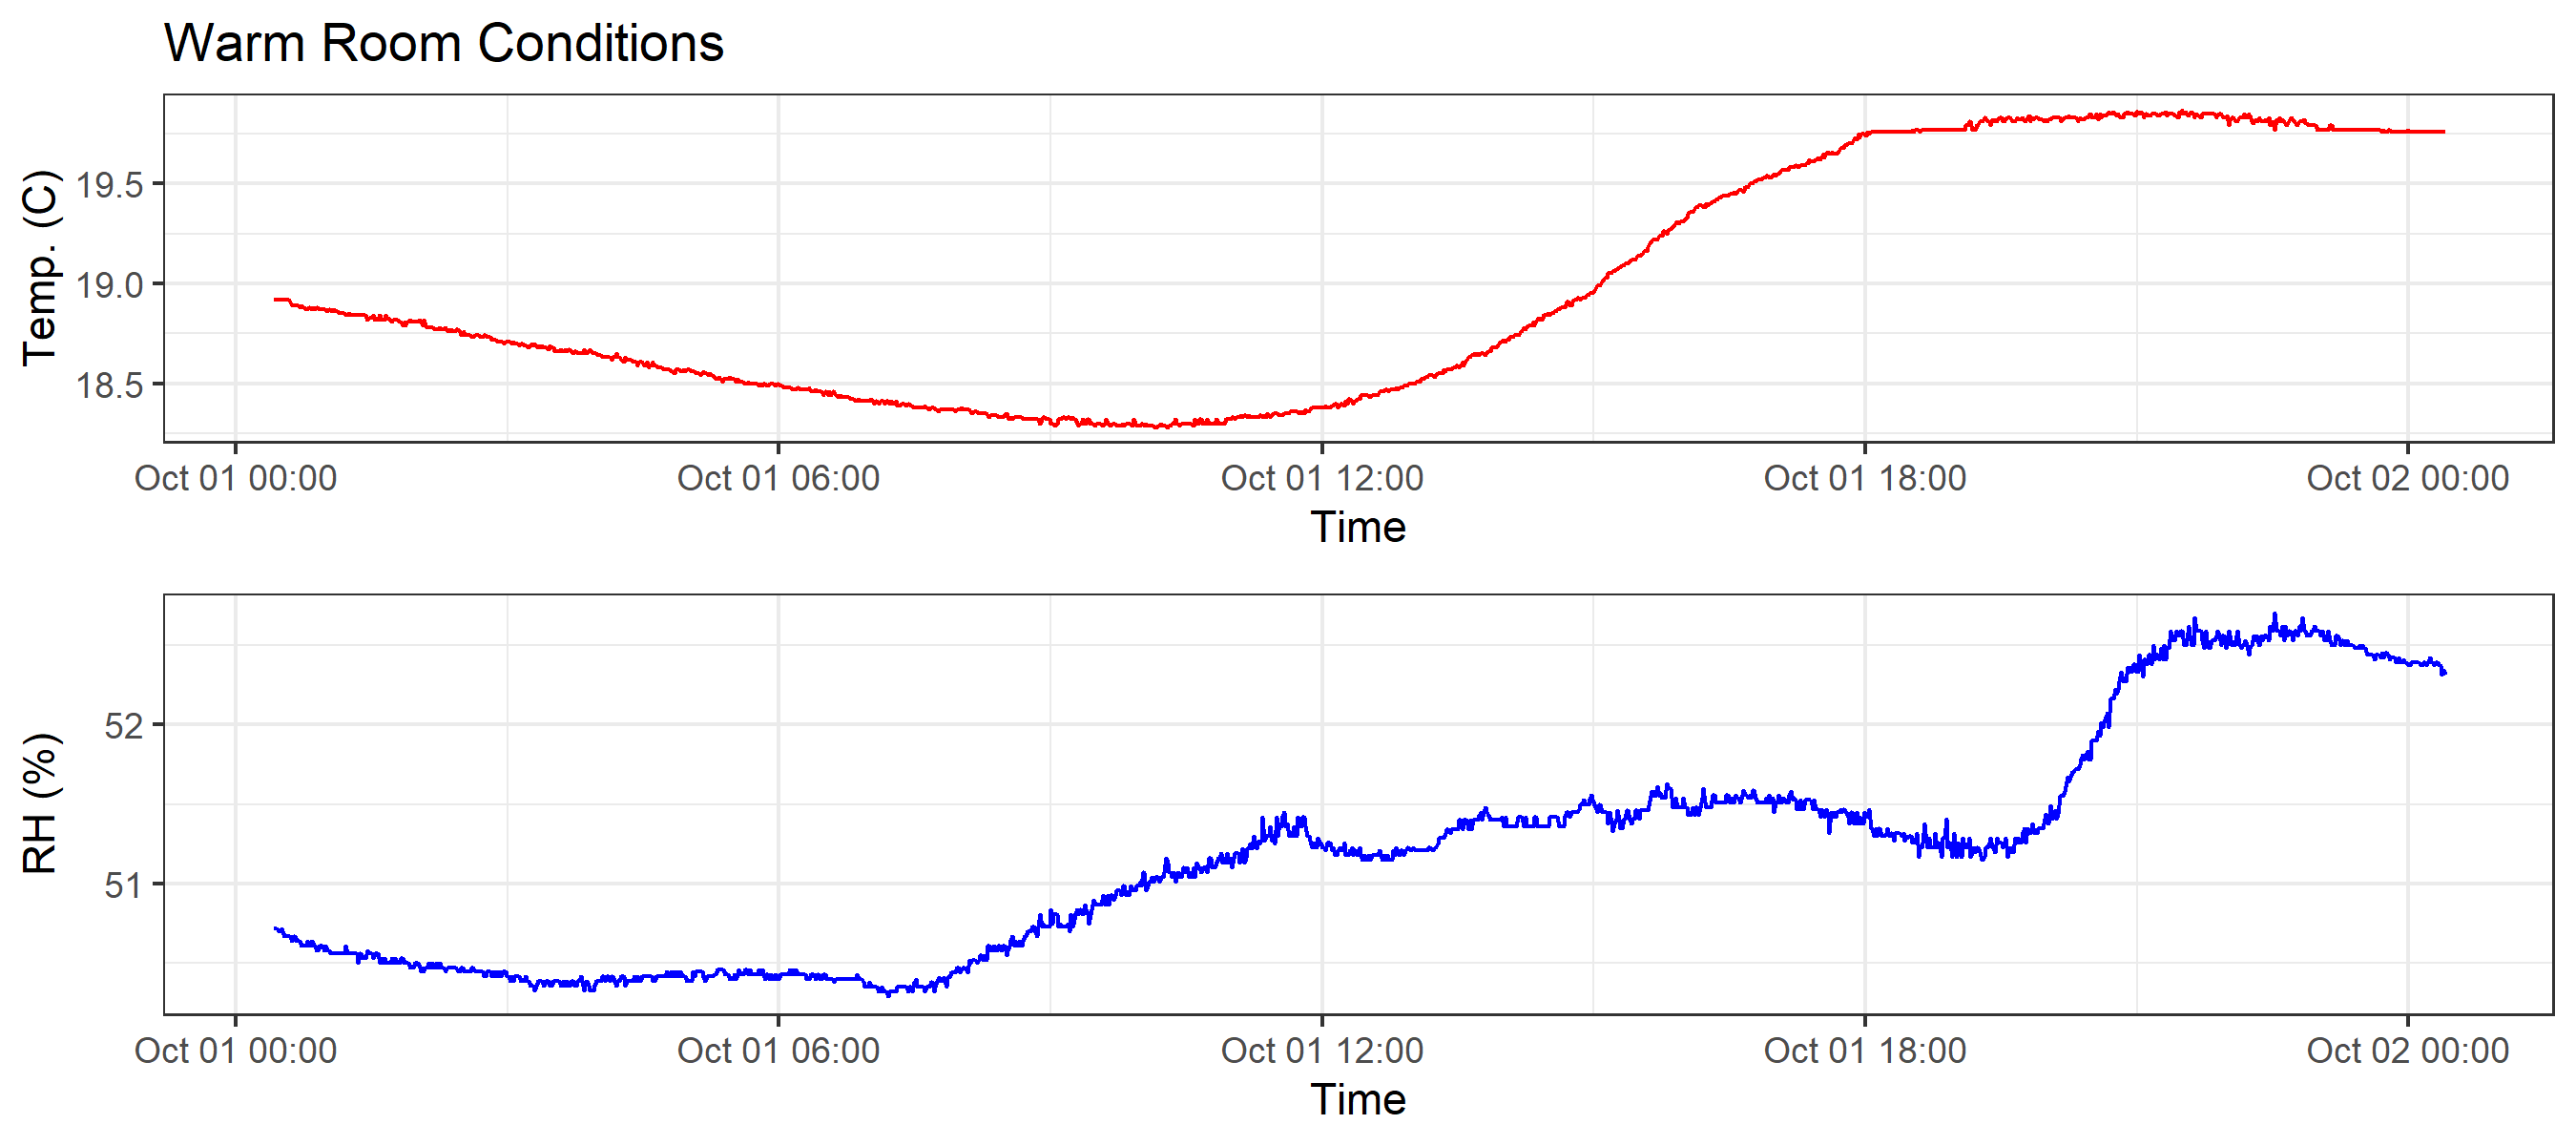 Warm Room Conditions
Temp. (C)
19.5
19.0
18.5
Oct 01 00:00 Oct 01 06:00 Oct 01 12:00 Oct 01 18:00 Oct 02 00:00
Time
RH (%)
52
51
Oct 01 00:00 Oct 01 06:00 Oct 01 12:00 Oct 01 18:00 Oct 02 00:00
Time